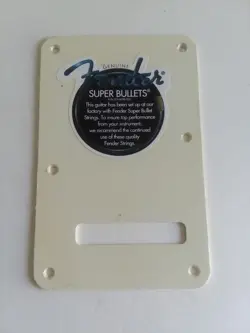 GENUINE
Fender
SUPER BULLETS®
This guitar has been set up at our
factory with Fender Super Bullet
Strings. To insure top performance
from your instrument,
we recommend the continued
use of these quality
Fender Strings.